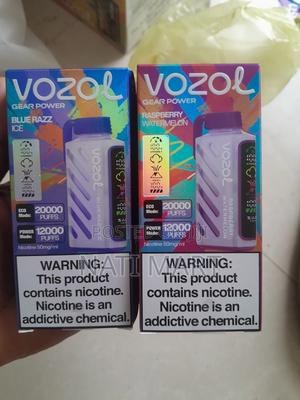 VOZOL
GEAR POWER
BLUE RAZZ
ICE
VOZOL
ECO
Mode:
20000
PUFFS
POWER
Mode:
12000
PUFFS
Nicotine 50mg/ml
WARNING:
This product
contains nicotine.
Nicotine is an
addictive chemical.
VOZOL
GEAR POWER
RASPBERRY
WATERMELON
VOZOL
ECO
Mode:
20000
PUFFS
POWER
Mode:
12000
PUFFS
Nicotine 50mg/ml
WARNING:
This product
contains nicotine.
Nicotine is an
addictive chemical.